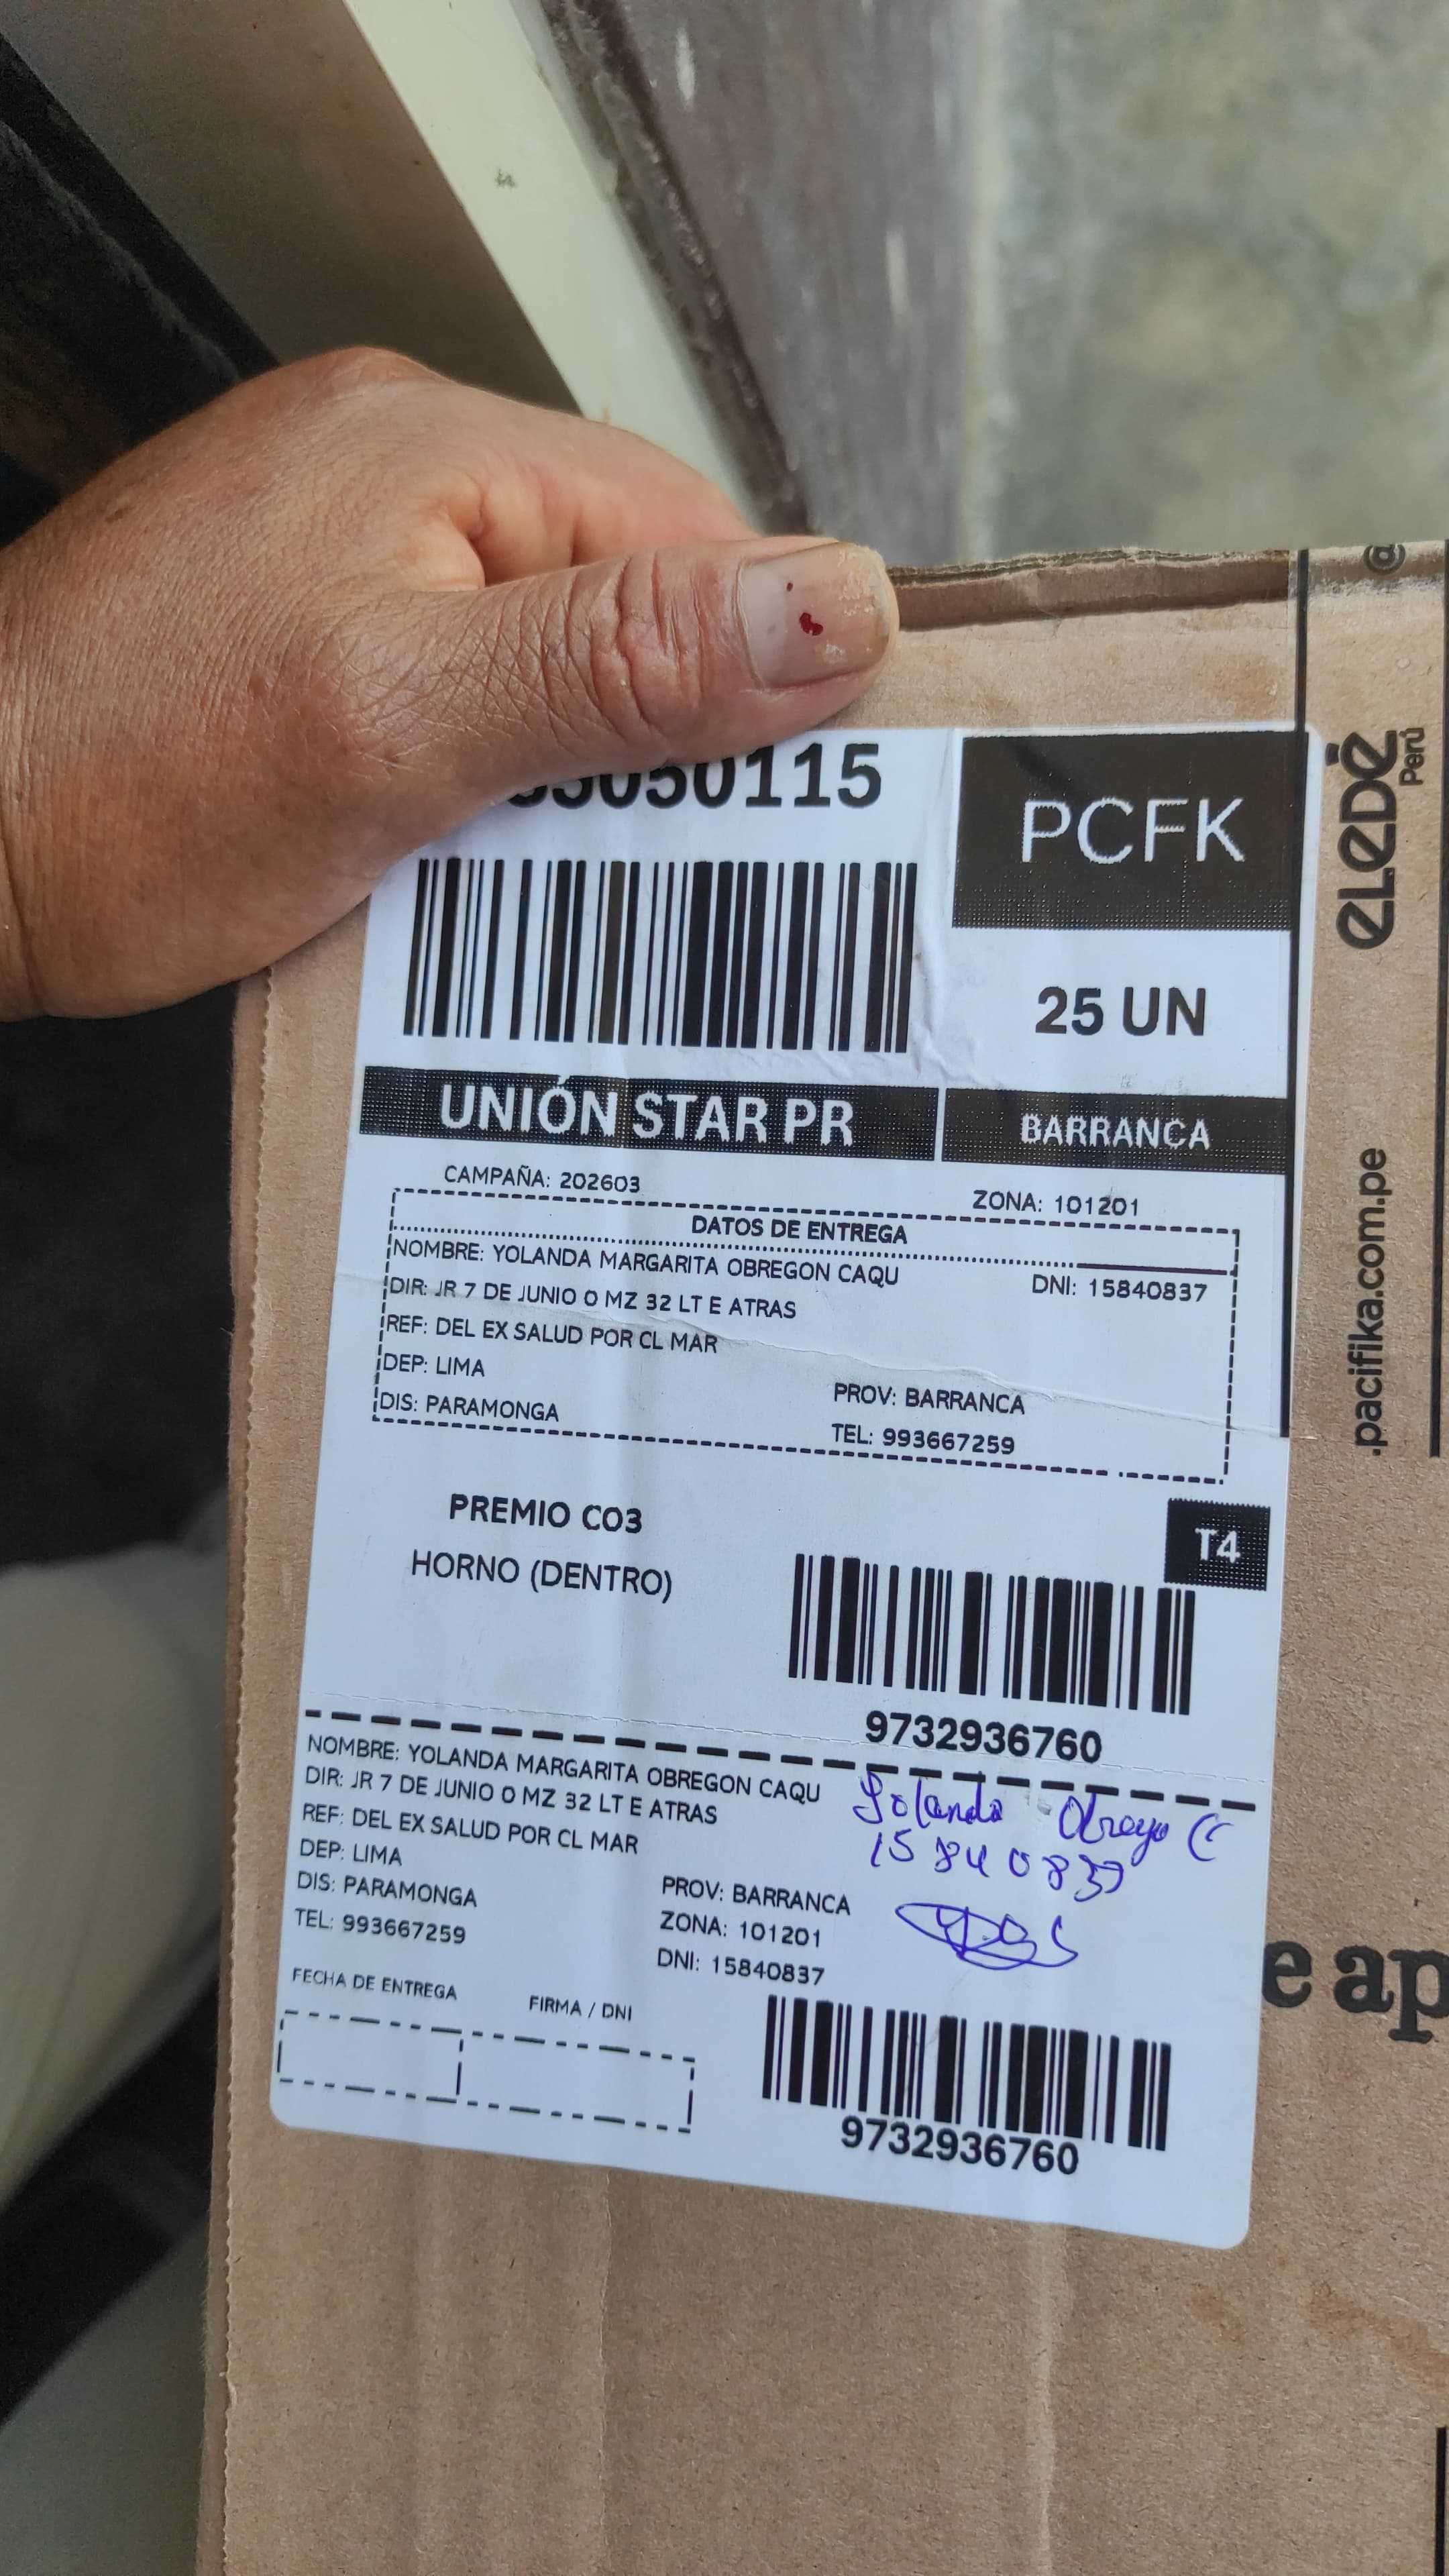 050115
PCFK
25 UN
UNIÓN STAR PR
BARRANCA
CAMPAÑA: 202603
ZONA: 101201
DATOS DE ENTREGA
NOMBRE: YOLANDA MARGARITA OBREGON CAQU
DNI: 15840837
DIR: JR 7 DE JUNIO 0 MZ 32 LT E ATRAS
REF: DEL EX SALUD POR CL MAR
DEP: LIMA
PROV: BARRANCA
DIS: PARAMONGA
TEL: 993667259
PREMIO C03
T4
HORNO (DENTRO)
9732936760
NOMBRE: YOLANDA MARGARITA OBREGON CAQU
DIR: JR 7 DE JUNIO 0 MZ 32 LT E ATRAS
REF: DEL EX SALUD POR CL MAR
DEP: LIMA
DIS: PARAMONGA
PROV: BARRANCA
TEL: 993667259
ZONA: 101201
DNI: 15840837
Yolanda
15840837
FECHA DE ENTREGA
FIRMA / DNI
9732936760
@
eLeDé
Perú
.pacifika.com.pe
e ap